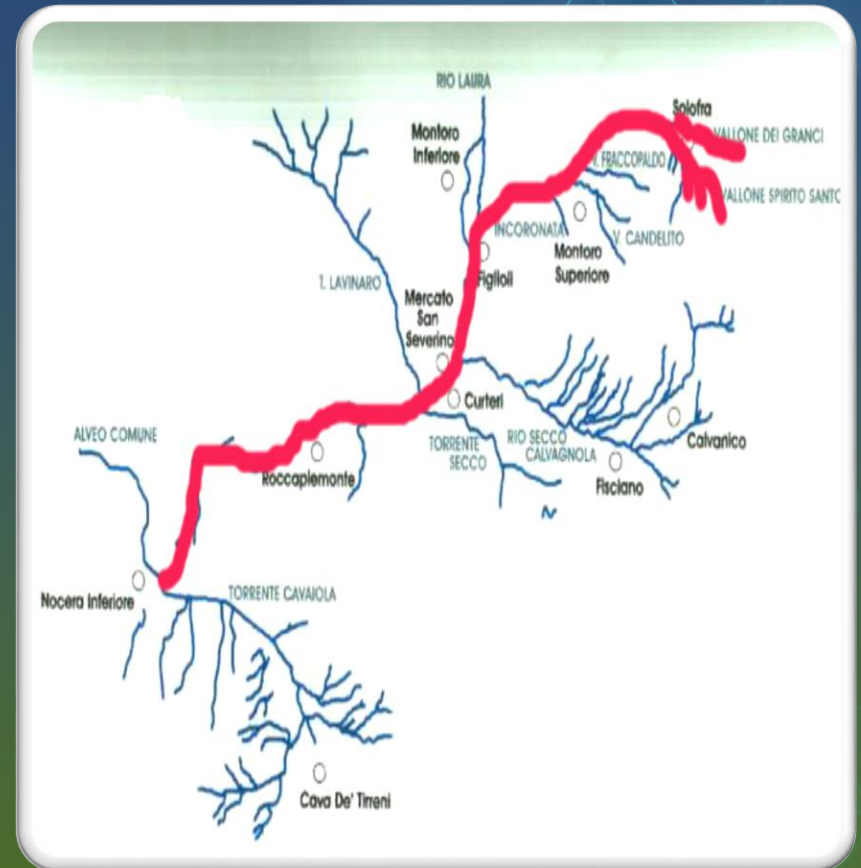 RIO LAURA
Solofra
VALLONE DEI GRANCI
Montoro
Inferiore
V. FRACCOPALDO
VALLONE SPIRITO SANTO
INCORONATA
V. CANDELITO
Montoro
Superiore
T. LAVINARO
Figlioli
Mercato
San
Severino
Curteri
ALVEO COMUNE
TORRENTE
SECCO
RIO SECCO
CALVAGNOLA
Calvanico
Roccapiemonte
Fisciano
Nocera Inferiore
TORRENTE CAVAIOLA
Cava De' Tirreni